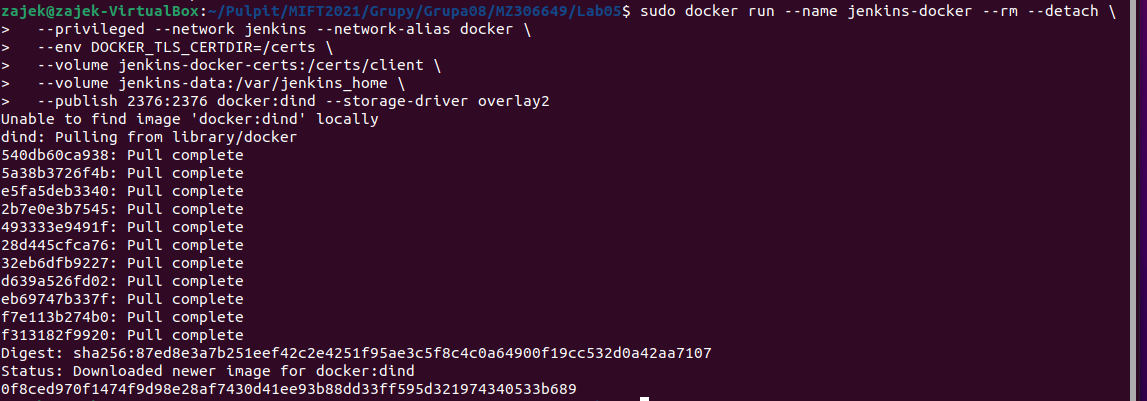 zajek@zajek-VirtualBox:~/Pulpit/MIFT2021/Grupy/Grupa08/MZ306649/Lab05$ sudo docker run --name jenkins-docker --rm --detach \
>   --privileged --network jenkins --network-alias docker \
>   --env DOCKER_TLS_CERTDIR=/certs \
>   --volume jenkins-docker-certs:/certs/client \
>   --volume jenkins-data:/var/jenkins_home \
>   --publish 2376:2376 docker:dind --storage-driver overlay2
Unable to find image 'docker:dind' locally
dind: Pulling from library/docker
540db60ca938: Pull complete
5a38b3726f4b: Pull complete
e5fa5deb3340: Pull complete
2b7e0e3b7545: Pull complete
493333e9491f: Pull complete
28d445cfca76: Pull complete
32eb6dfb9227: Pull complete
d639a526fd02: Pull complete
eb69747b337f: Pull complete
f7e113b274b0: Pull complete
f313182f9920: Pull complete
Digest: sha256:87ed8e3a7b251eef42c2e4251f95ae3c5f8c4c0a64900f19cc532d0a42aa7107
Status: Downloaded newer image for docker:dind
0f8ced970f1474f9d98e28af7430d41ee93b88dd33ff595d321974340533b689